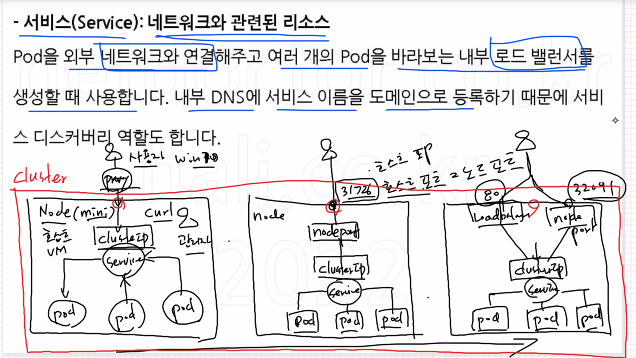 - 서비스(Service): 네트워크와 관련된 리소스
Pod을 외부 네트워크와 연결해주고 여러 개의 Pod을 바라보는 내부 로드 밸런서를
생성할 때 사용합니다. 내부 DNS에 서비스 이름을 도메인으로 등록하기 때문에 서비
스 디스커버리 역할도 합니다.
사용자
호스트 IP
호스트 포트 = 노드포트
cluster
proxy
31726
80
32091
Node(mini)
curl
node
node
port
호스트
VM
clusterIP
관리자
nodeport
service
clusterIP
clusterIP
service
service
pod
pod
pod
pod
pod
pod
pod
pod
pod